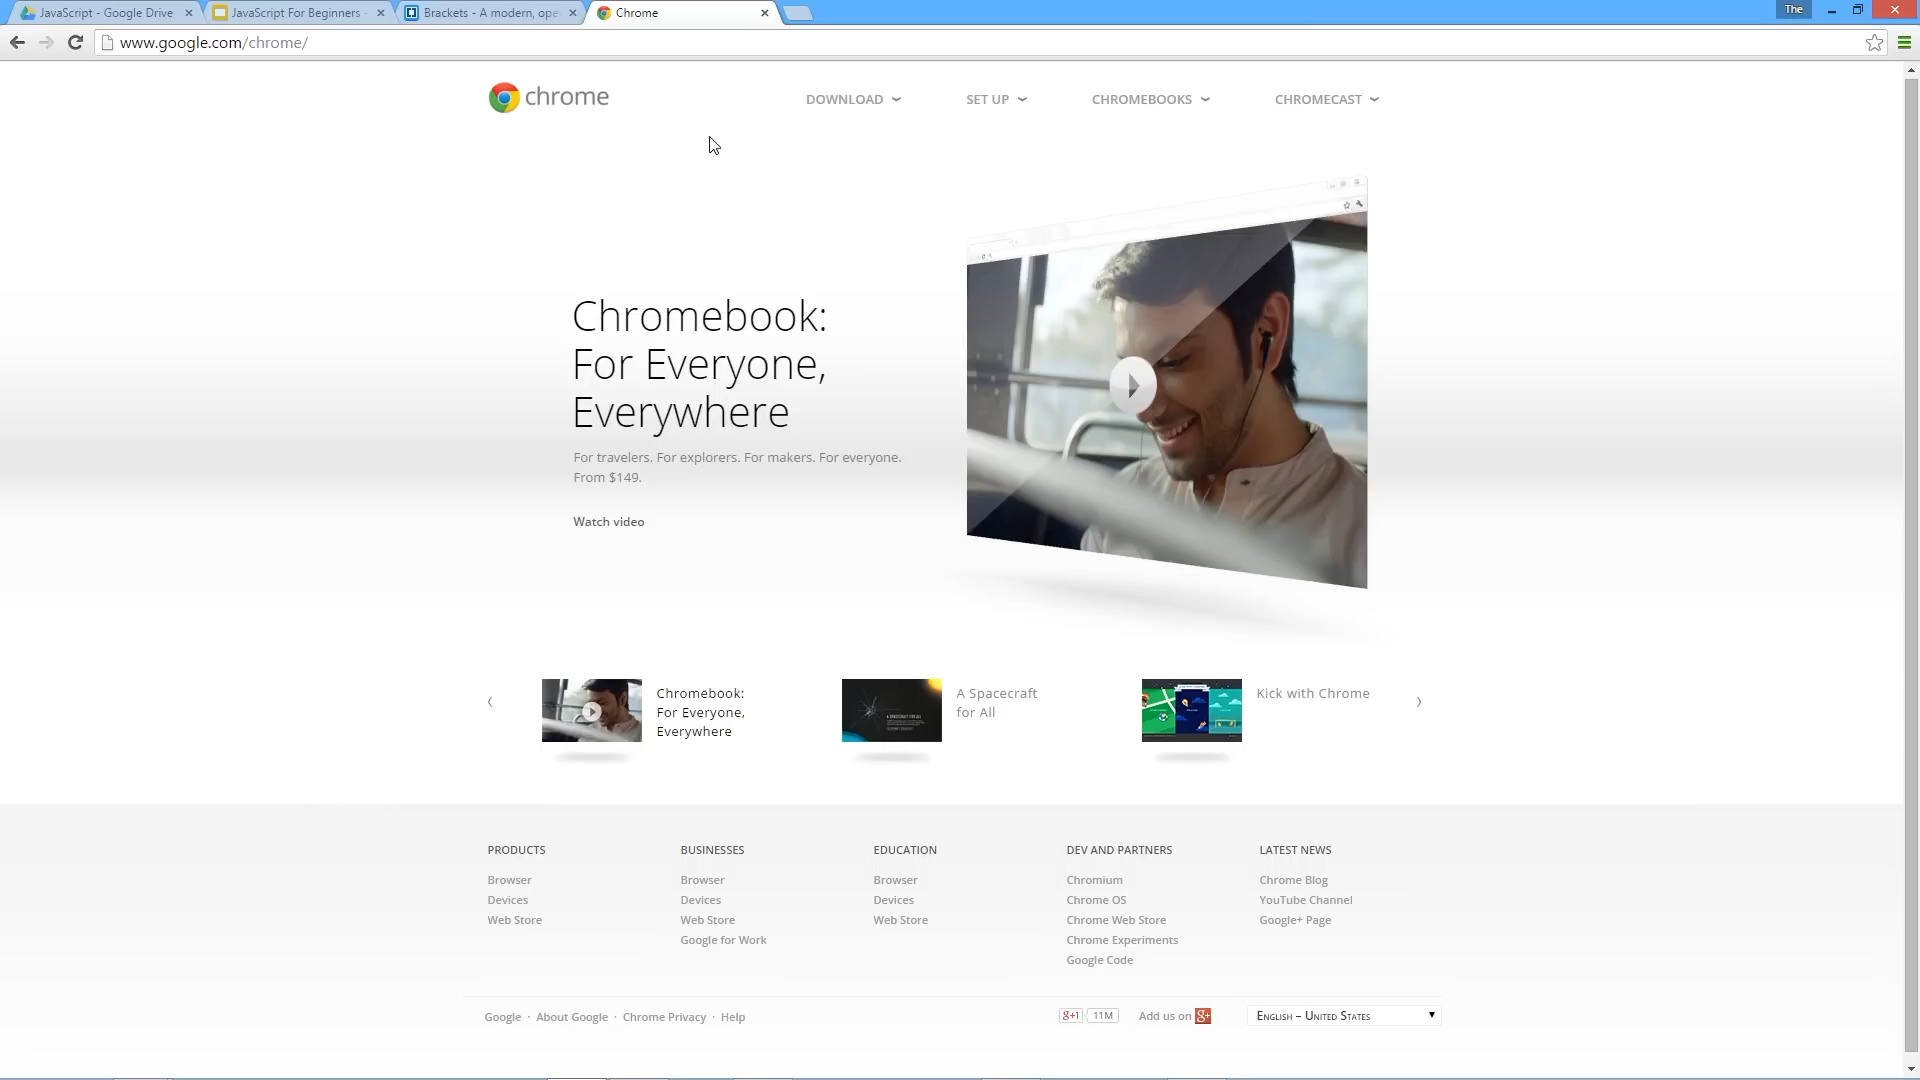 JavaScript - Google Drive
JavaScript For Beginners -
Brackets - A modern, ope
Chrome
The
www.google.com/chrome/
chrome
DOWNLOAD
SET UP
CHROMEBOOKS
CHROMECAST
Chromebook:
For Everyone,
Everywhere
For travelers. For explorers. For makers. For everyone.
From $149.
Watch video
Chromebook:
For Everyone,
Everywhere
A SPACECRAFT FOR ALL
A Spacecraft
for All
Kick with Chrome
PRODUCTS
Browser
Devices
Web Store
BUSINESSES
Browser
Devices
Web Store
Google for Work
EDUCATION
Browser
Devices
Web Store
DEV AND PARTNERS
Chromium
Chrome OS
Chrome Web Store
Chrome Experiments
Google Code
LATEST NEWS
Chrome Blog
YouTube Channel
Google+ Page
Google · About Google · Chrome Privacy · Help
g+1 11M
Add us on g+
English – United States